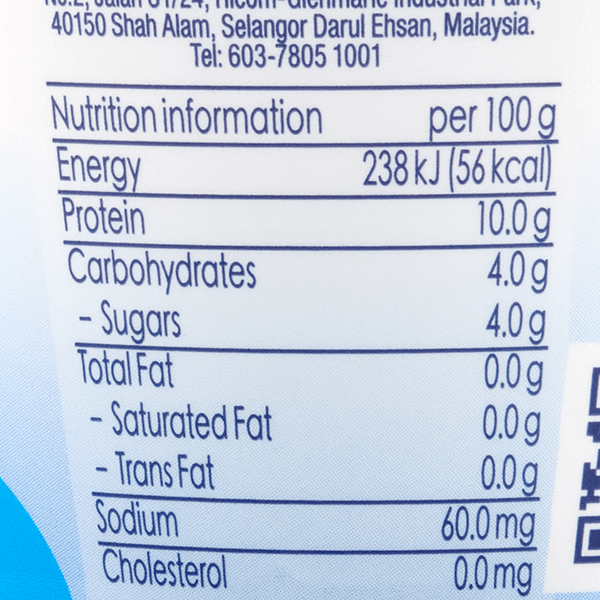 40150 Shah Alam, Selangor Darul Ehsan, Malaysia.
Tel: 603-7805 1001
Nutrition information per 100 g
Energy 238 kJ (56 kcal)
Protein 10.0 g
Carbohydrates 4.0 g
- Sugars 4.0 g
Total Fat 0.0 g
- Saturated Fat 0.0 g
- Trans Fat 0.0 g
Sodium 60.0 mg
Cholesterol 0.0 mg